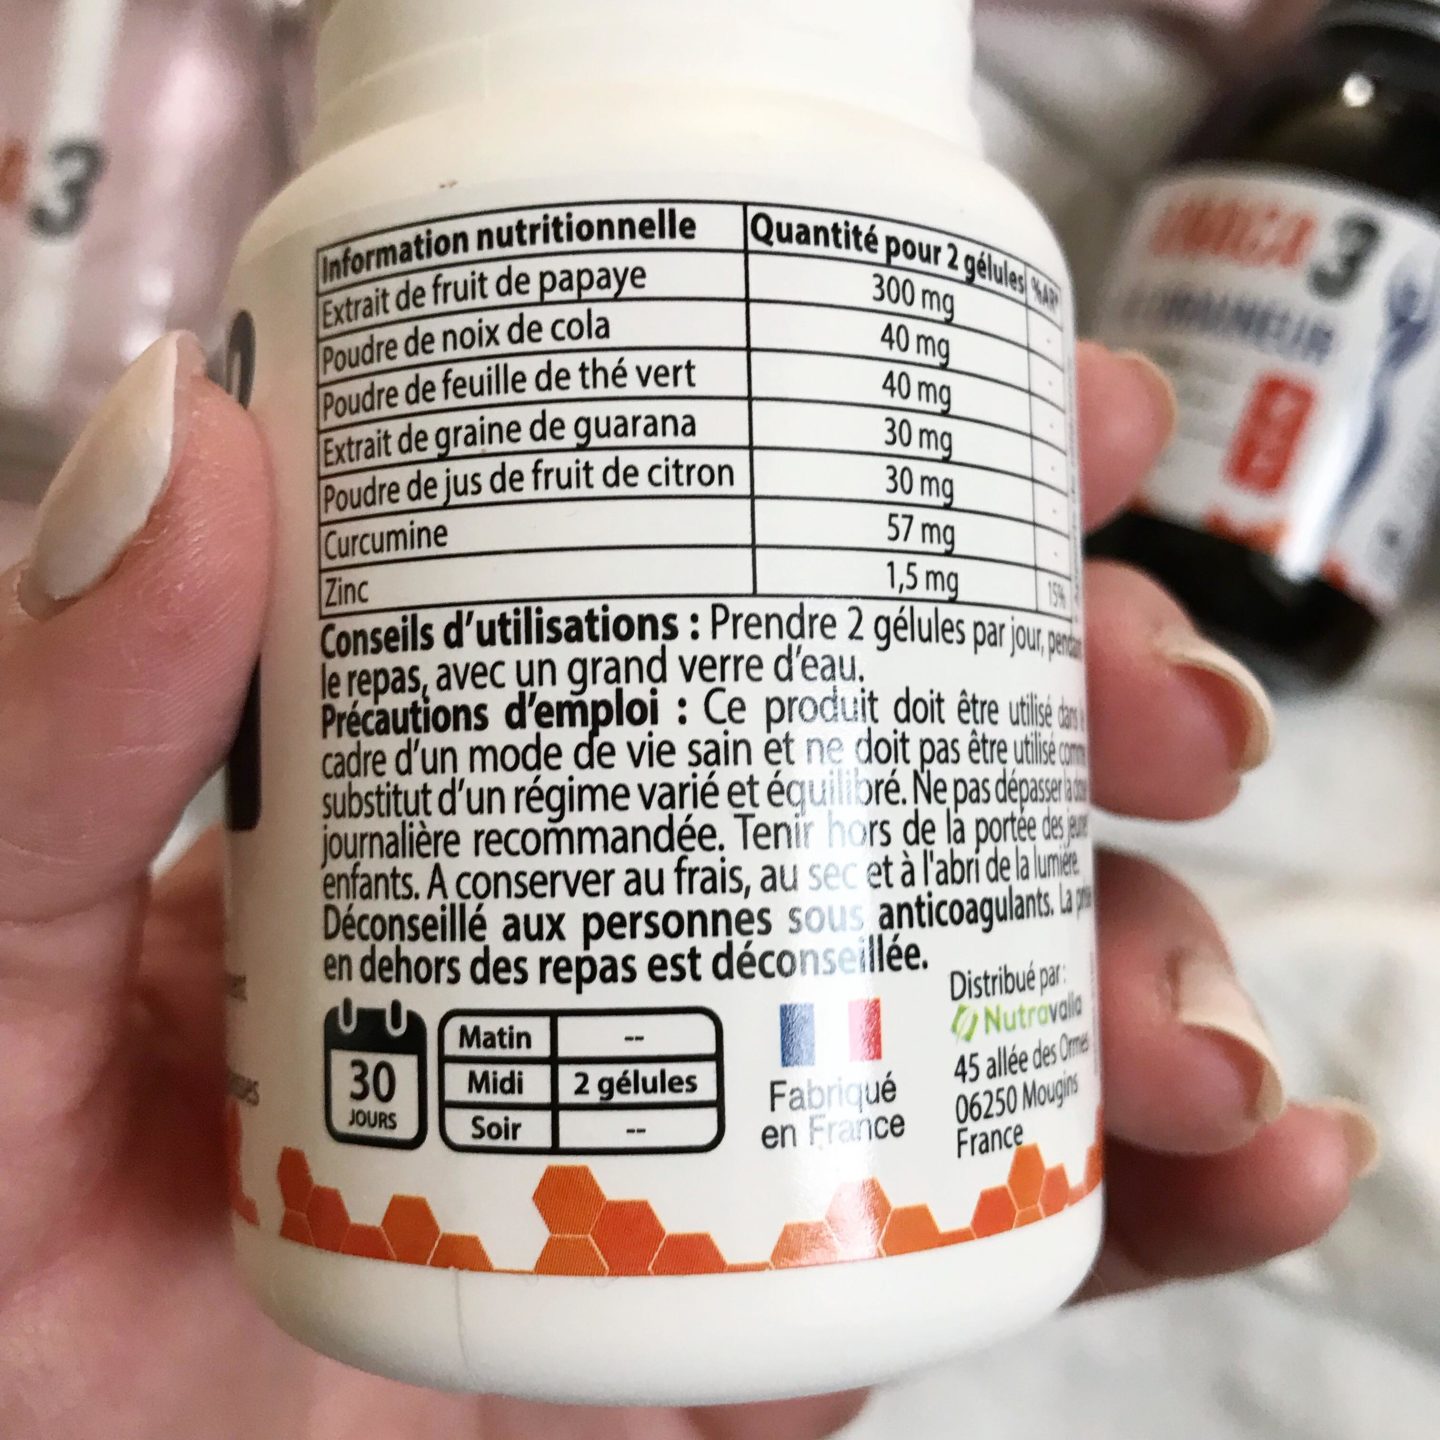 Information nutritionnelle Quantité pour 2 gélules %AR*
Extrait de fruit de papaye 300 mg -
Poudre de noix de cola 40 mg -
Poudre de feuille de thé vert 40 mg -
Extrait de graine de guarana 30 mg -
Poudre de jus de fruit de citron 30 mg -
Curcumine 57 mg -
Zinc 1,5 mg 15%
Conseils d'utilisations : Prendre 2 gélules par jour, pendant
le repas, avec un grand verre d'eau.
Précautions d'emploi : Ce produit doit être utilisé dans le
cadre d'un mode de vie sain et ne doit pas être utilisé comme
substitut d'un régime varié et équilibré. Ne pas dépasser la dose
journalière recommandée. Tenir hors de la portée des jeunes
enfants. A conserver au frais, au sec et à l'abri de la lumière.
Déconseillé aux personnes sous anticoagulants. La prise
en dehors des repas est déconseillée.
30
JOURS
Matin --
Midi 2 gélules
Soir --
Fabriqué
en France
Distribué par :
Nutravalia
45 allée des Ormes
06250 Mougins
France
3
OMEGA 3